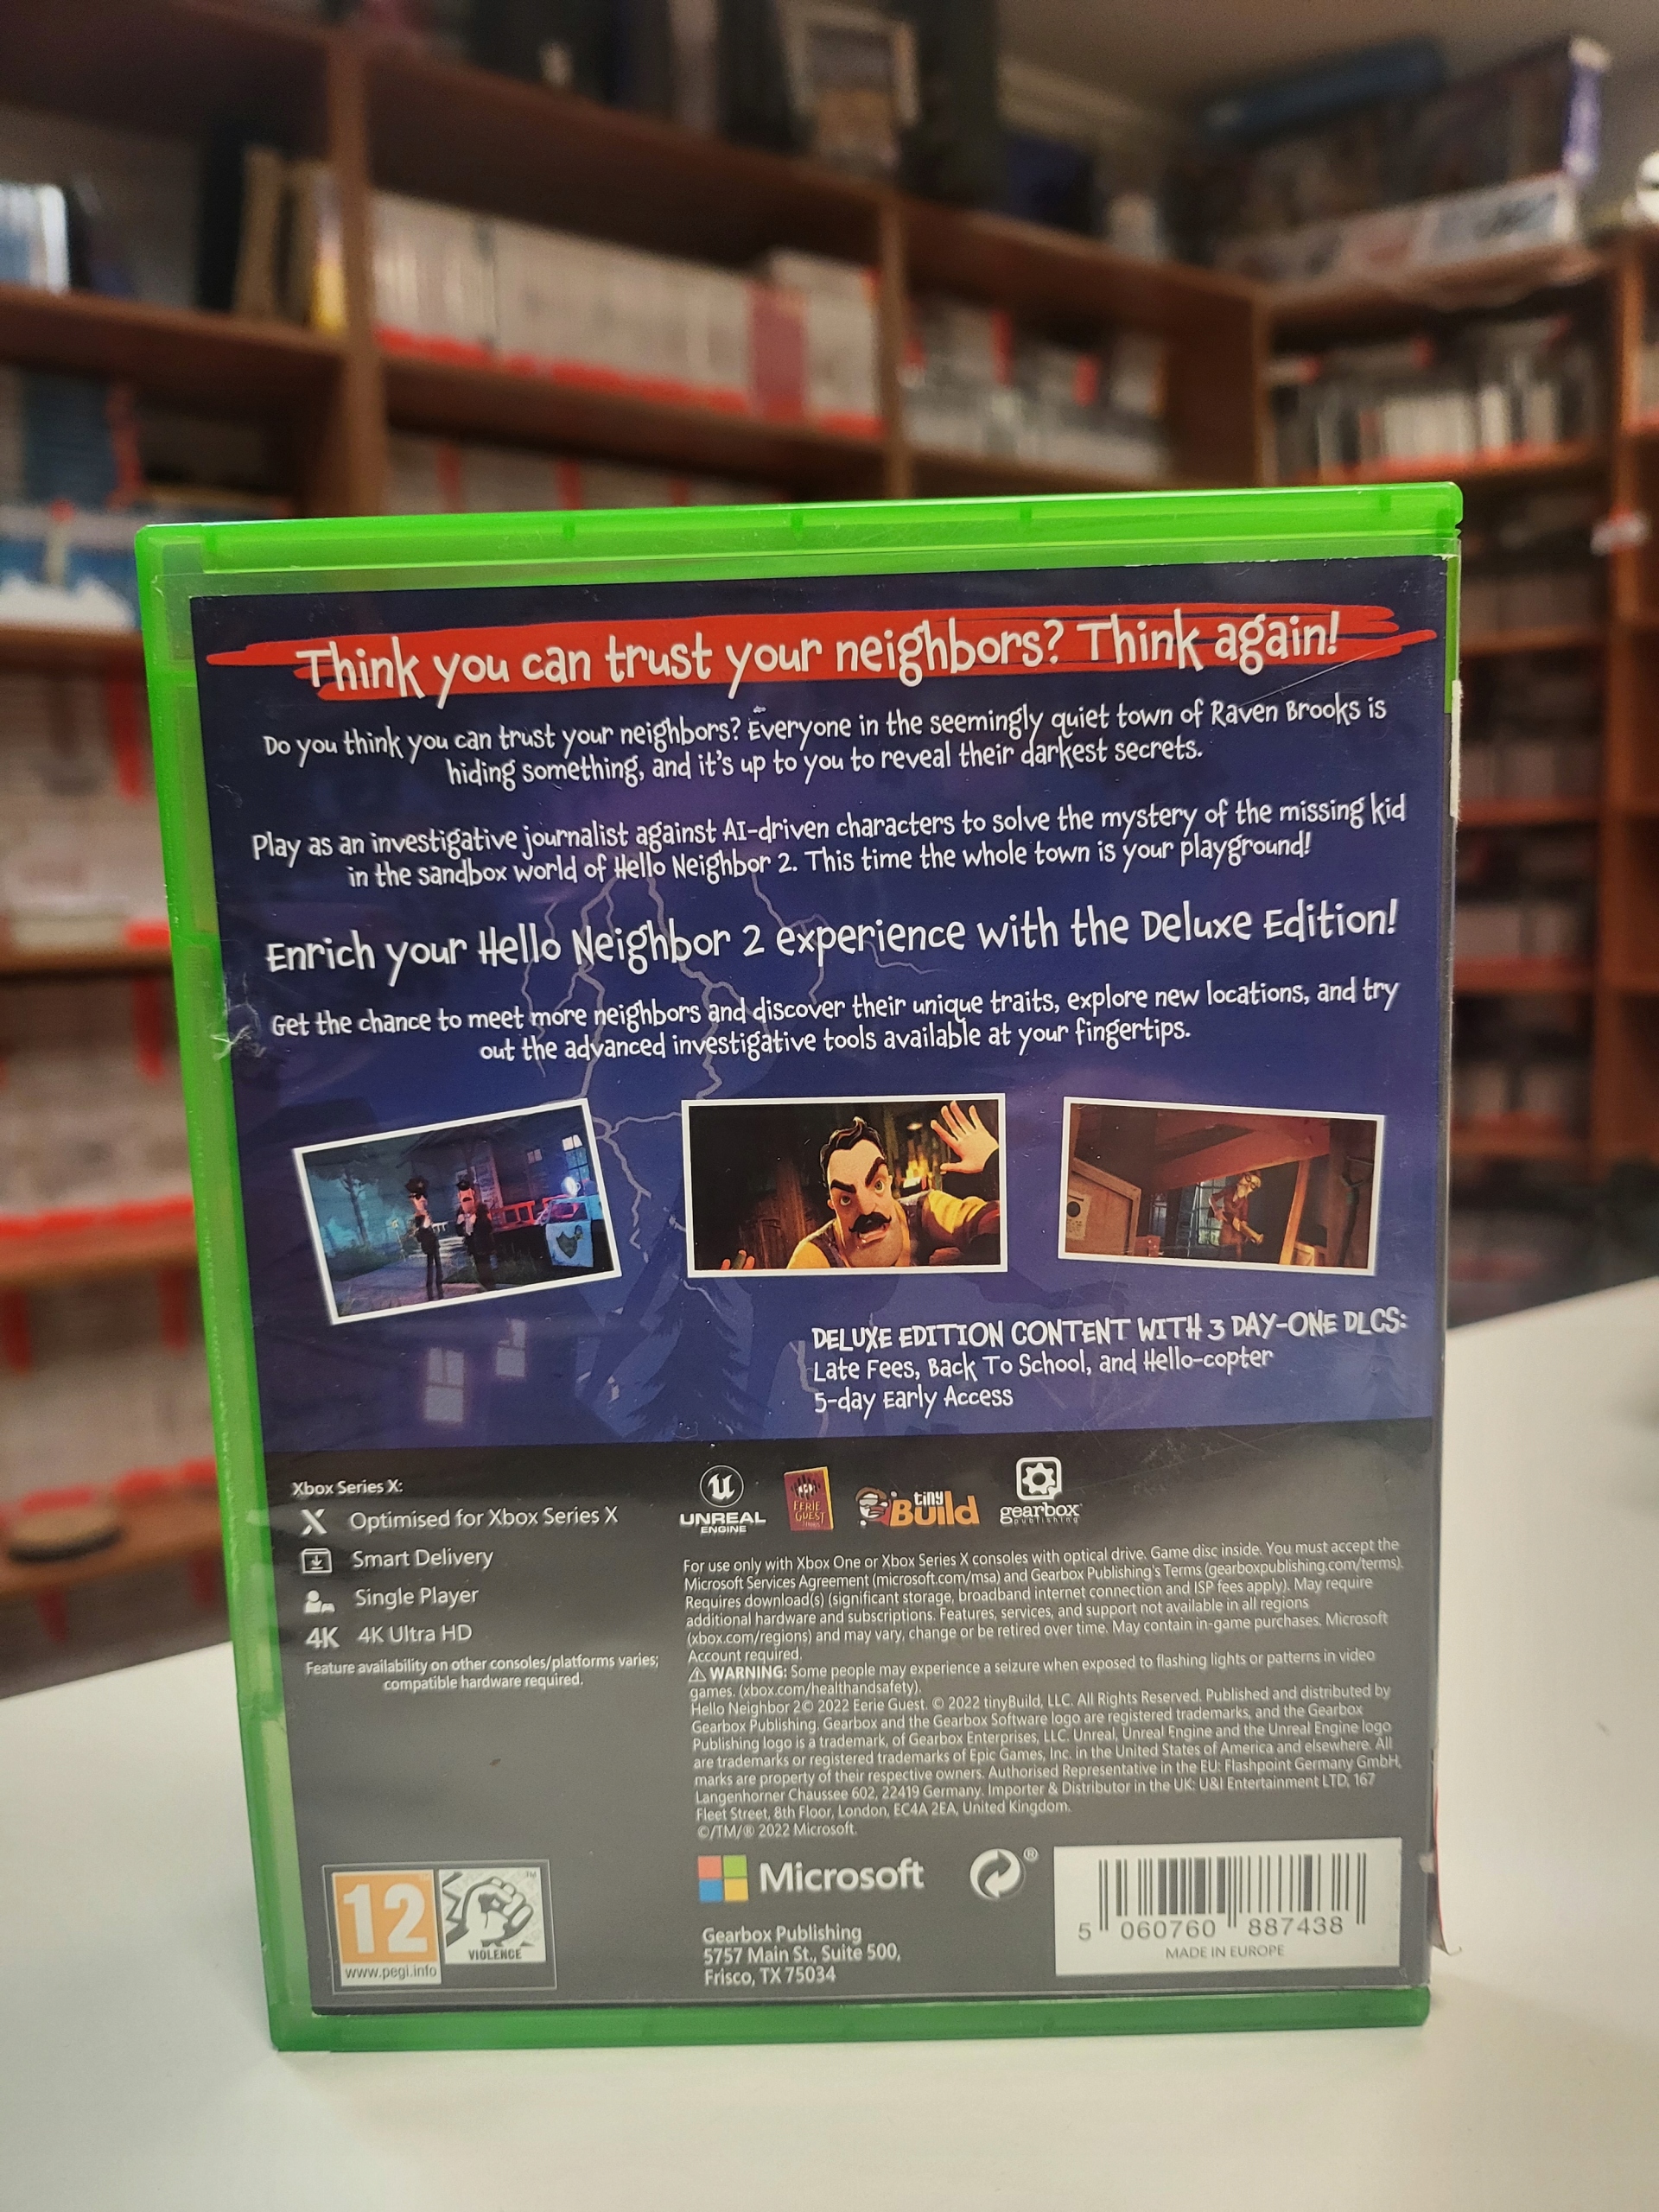 Think you can trust your neighbors? Think again!
Do you think you can trust your neighbors? Everyone in the seemingly quiet town of Raven Brooks is
hiding something, and it's up to you to reveal their darkest secrets.
Play as an investigative journalist against AI-driven characters to solve the mystery of the missing kid
in the sandbox world of Hello Neighbor 2. This time the whole town is your playground!
Enrich your Hello Neighbor 2 experience with the Deluxe Edition!
Get the chance to meet more neighbors and discover their unique traits, explore new locations, and try
out the advanced investigative tools available at your fingertips.
DELUXE EDITION CONTENT WITH 3 DAY-ONE DLCS:
Late Fees, Back To School, and Hello-copter
5-day Early Access
Xbox Series X:
X Optimised for Xbox Series X
Smart Delivery
Single Player
4K 4K Ultra HD
Feature availability on other consoles/platforms varies;
compatible hardware required.
UNREAL
ENGINE
EERIE
GUEST
tiny
Build
gearbox
publishing
For use only with Xbox One or Xbox Series X consoles with optical drive. Game disc inside. You must accept the
Microsoft Services Agreement (microsoft.com/msa) and Gearbox Publishing's Terms (gearboxpublishing.com/terms).
Requires download(s) (significant storage, broadband internet connection and ISP fees apply). May require
additional hardware and subscriptions. Features, services, and support not available in all regions
(xbox.com/regions) and may vary, change or be retired over time. May contain in-game purchases. Microsoft
Account required.
⚠ WARNING: Some people may experience a seizure when exposed to flashing lights or patterns in video
games. (xbox.com/healthandsafety).
Hello Neighbor 2© 2022 Eerie Guest. © 2022 tinyBuild, LLC. All Rights Reserved. Published and distributed by
Gearbox Publishing. Gearbox and the Gearbox Software logo are registered trademarks, and the Gearbox
Publishing logo is a trademark, of Gearbox Enterprises, LLC. Unreal, Unreal Engine and the Unreal Engine logo
are trademarks or registered trademarks of Epic Games, Inc. in the United States of America and elsewhere. All
marks are property of their respective owners. Authorised Representative in the EU: Flashpoint Germany GmbH,
Langenhorner Chaussee 602, 22419 Germany. Importer & Distributor in the UK: U&I Entertainment LTD, 167
Fleet Street, 8th Floor, London, EC4A 2EA, United Kingdom.
©/TM/® 2022 Microsoft.
12
www.pegi.info
VIOLENCE
TM
Microsoft
®
Gearbox Publishing
5757 Main St., Suite 500,
Frisco, TX 75034
5 060760 887438
MADE IN EUROPE